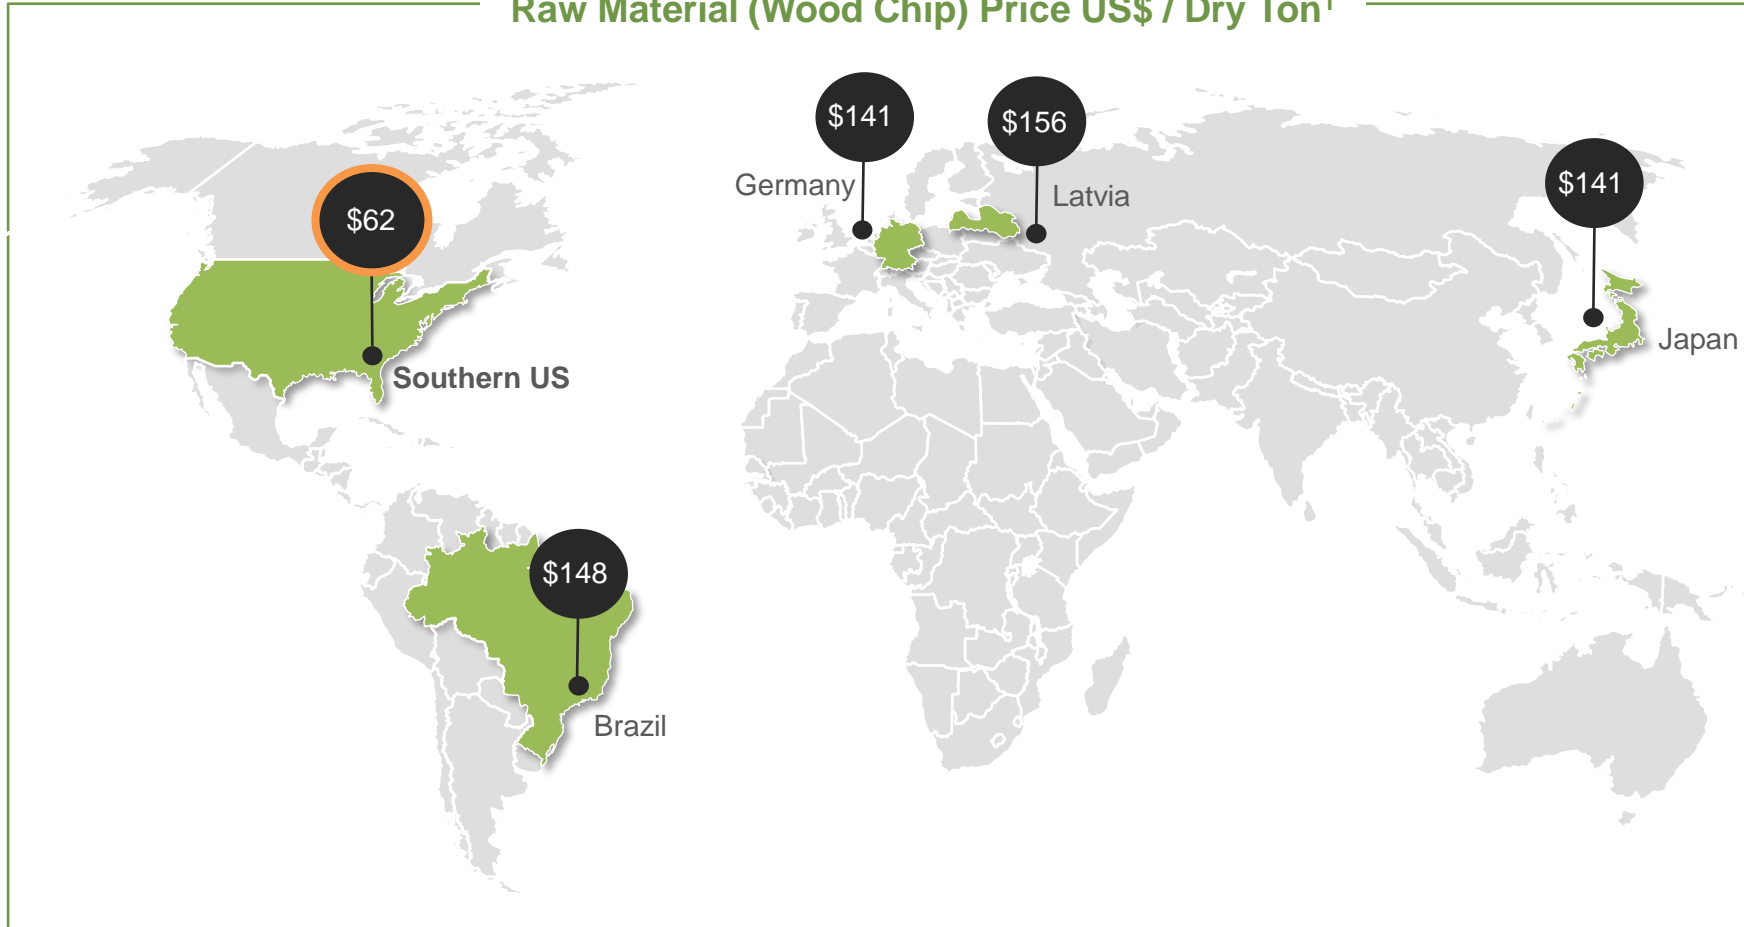 Raw Material (Wood Chip) Price US$ / Dry Ton¹
$141
$156
Germany
Latvia
$141
$62
Japan
Southern US
$148
Brazil